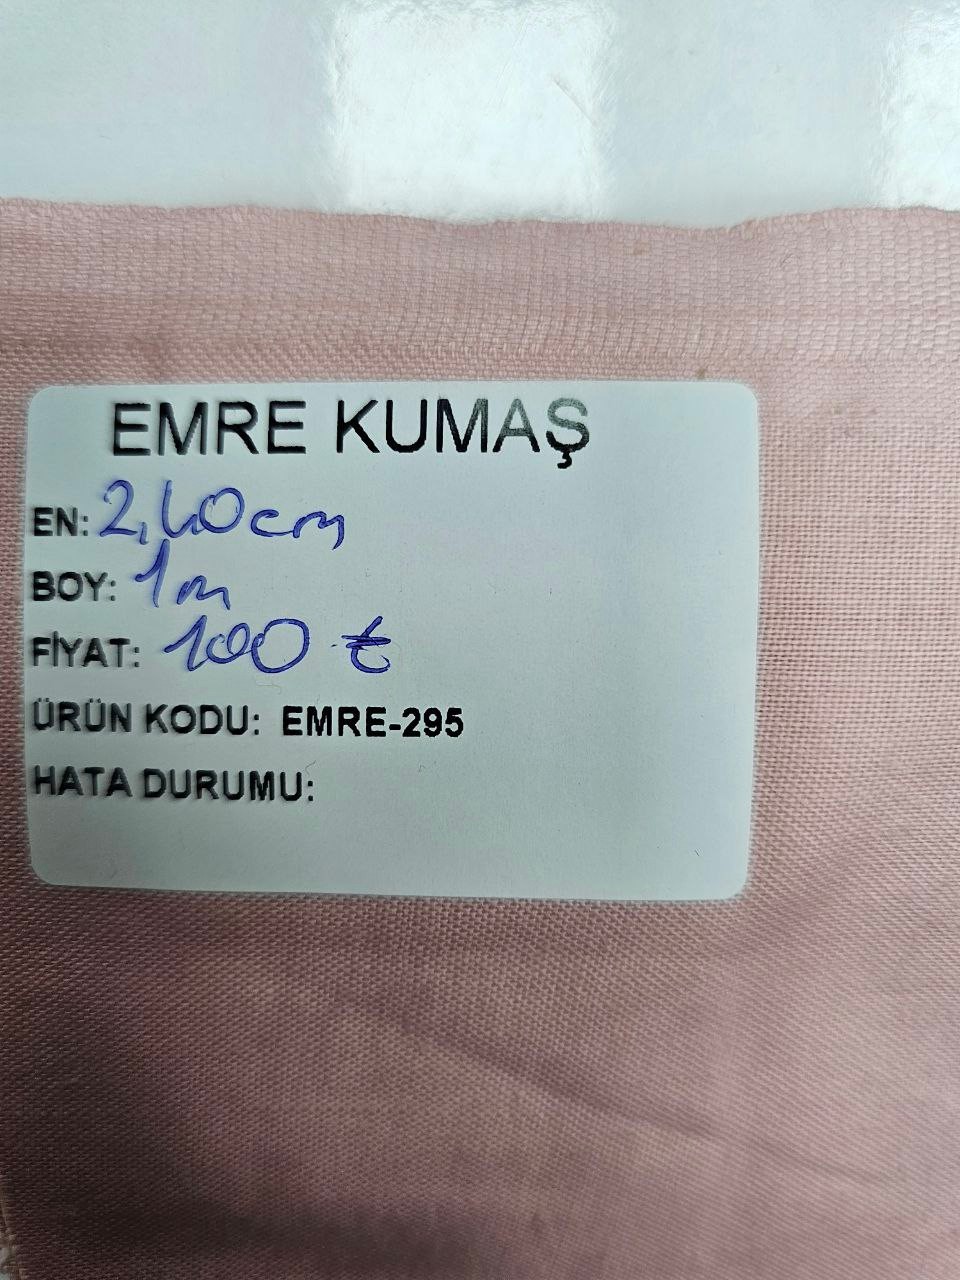 EMRE KUMAŞ
EN: 2,40cm
BOY: 1m
FİYAT: 100 ₺
ÜRÜN KODU: EMRE-295
HATA DURUMU: